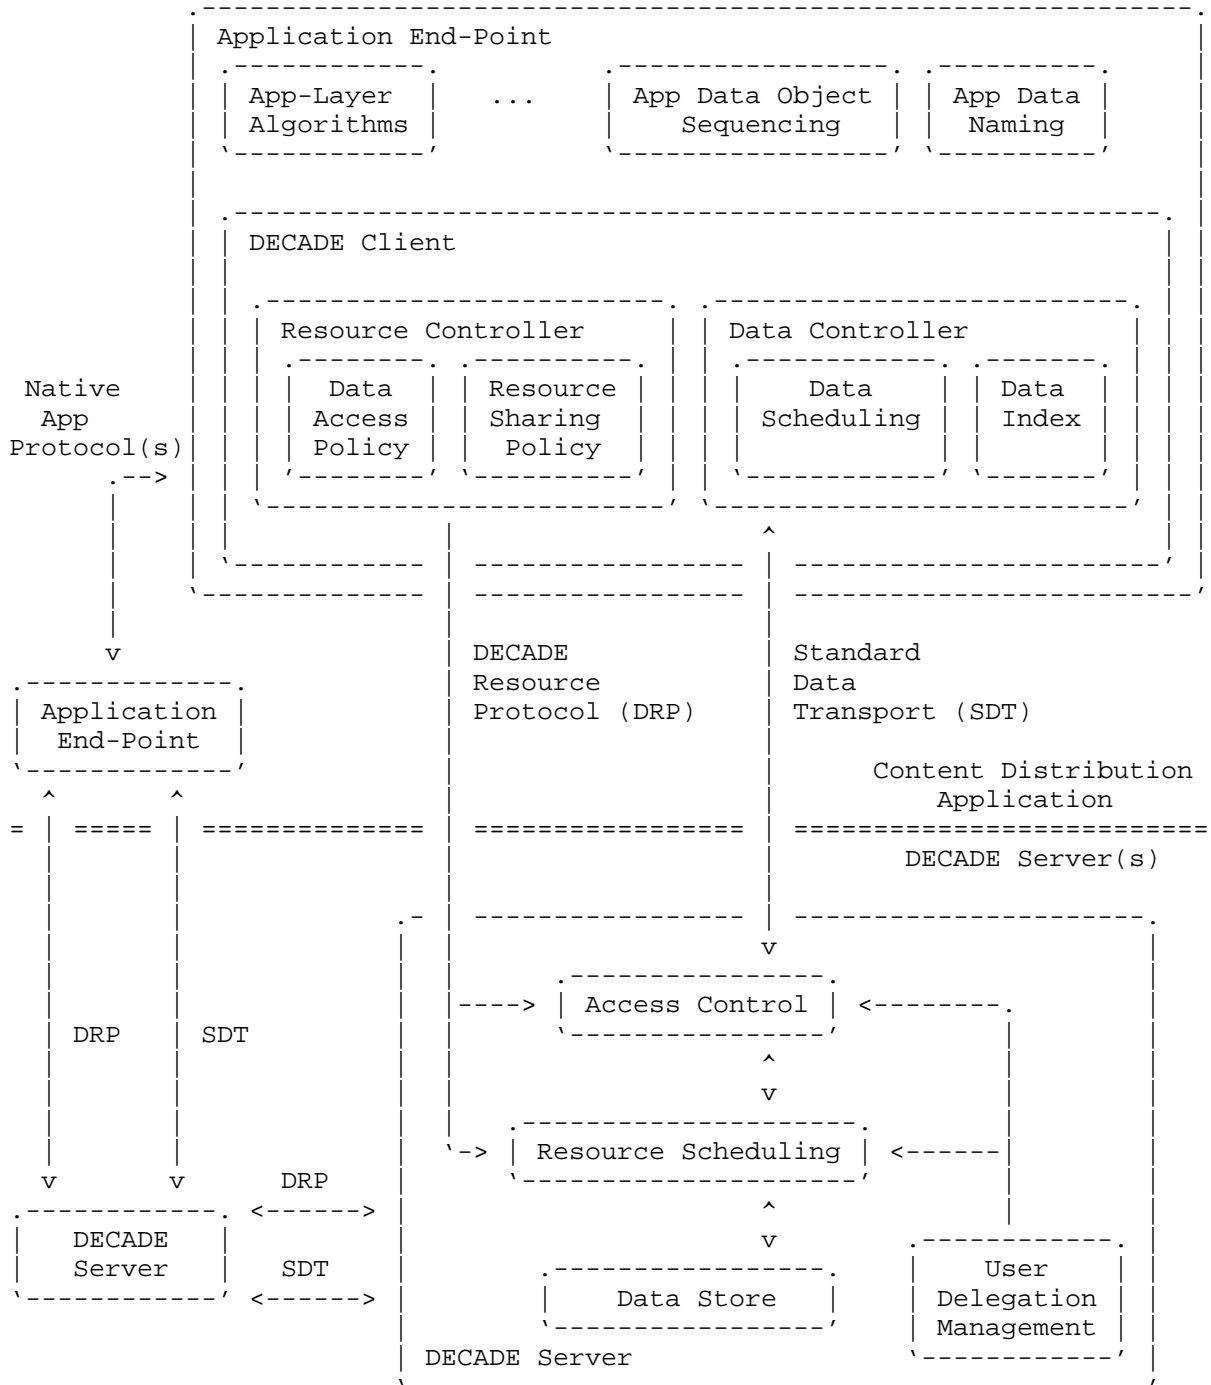 Application End-Point
App-Layer ... App Data Object App Data
Algorithms Sequencing Naming
DECADE Client
Resource Controller Data Controller
Native Data Resource Data Data
App Access Sharing Scheduling Index
Protocol(s) Policy Policy
DECADE Standard
Resource Data
Application Protocol (DRP) Transport (SDT)
End-Point
Content Distribution
Application
DECADE Server(s)
Access Control
DRP SDT
Resource Scheduling
DRP
DECADE User
Server SDT Data Store Delegation
Management
DECADE Server